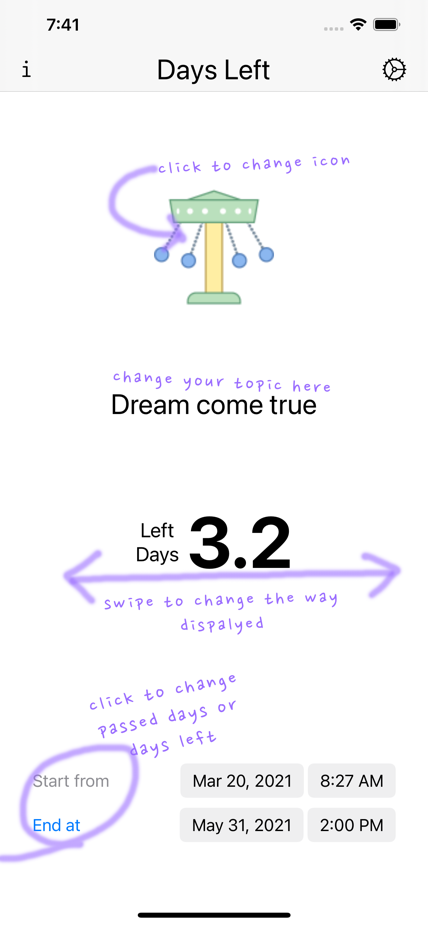 7:41
i
Days Left
click to change icon
change your topic here
Dream come true
Left
Days
3.2
swipe to change the way
dispalyed
click to change
passed days or
days left
Start from
Mar 20, 2021
8:27 AM
End at
May 31, 2021
2:00 PM